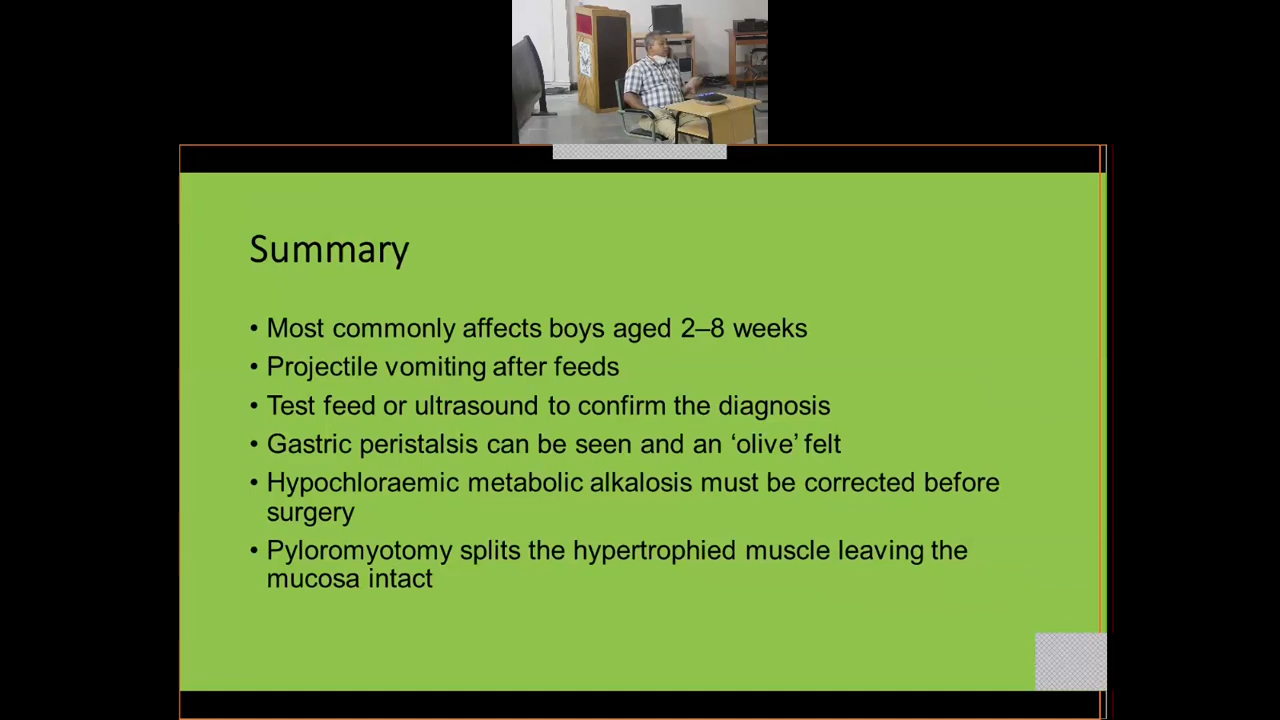 Summary
• Most commonly affects boys aged 2–8 weeks
• Projectile vomiting after feeds
• Test feed or ultrasound to confirm the diagnosis
• Gastric peristalsis can be seen and an ‘olive’ felt
• Hypochloraemic metabolic alkalosis must be corrected before
surgery
• Pyloromyotomy splits the hypertrophied muscle leaving the
mucosa intact